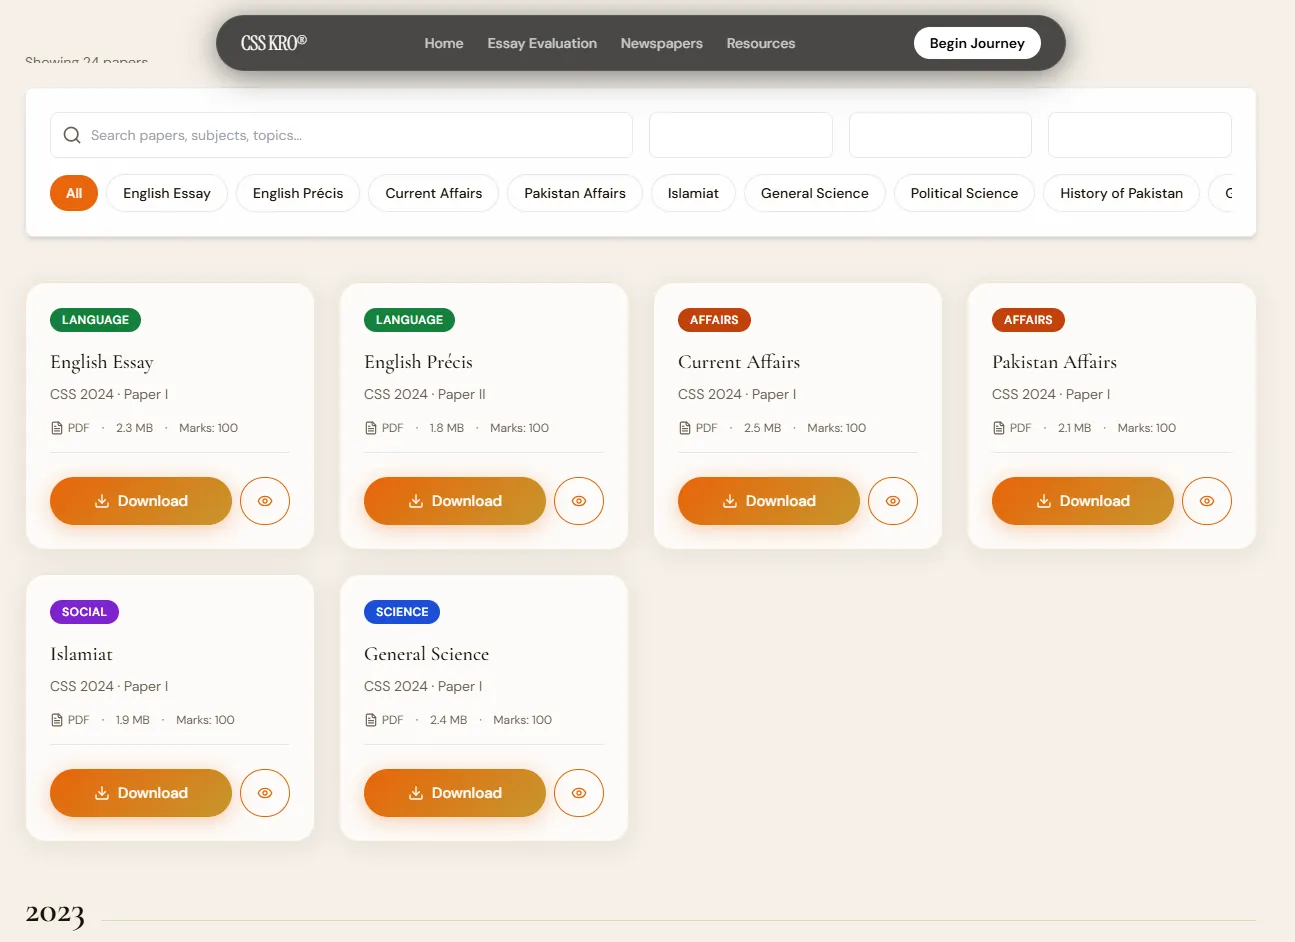 CSS KRO®
Home
Essay Evaluation
Newspapers
Resources
Begin Journey
Showing 24 papers
Search papers, subjects, topics...
All
English Essay
English Précis
Current Affairs
Pakistan Affairs
Islamiat
General Science
Political Science
History of Pakistan
LANGUAGE
English Essay
CSS 2024 · Paper I
PDF · 2.3 MB · Marks: 100
Download
LANGUAGE
English Précis
CSS 2024 · Paper II
PDF · 1.8 MB · Marks: 100
Download
AFFAIRS
Current Affairs
CSS 2024 · Paper I
PDF · 2.5 MB · Marks: 100
Download
AFFAIRS
Pakistan Affairs
CSS 2024 · Paper I
PDF · 2.1 MB · Marks: 100
Download
SOCIAL
Islamiat
CSS 2024 · Paper I
PDF · 1.9 MB · Marks: 100
Download
SCIENCE
General Science
CSS 2024 · Paper I
PDF · 2.4 MB · Marks: 100
Download
2023